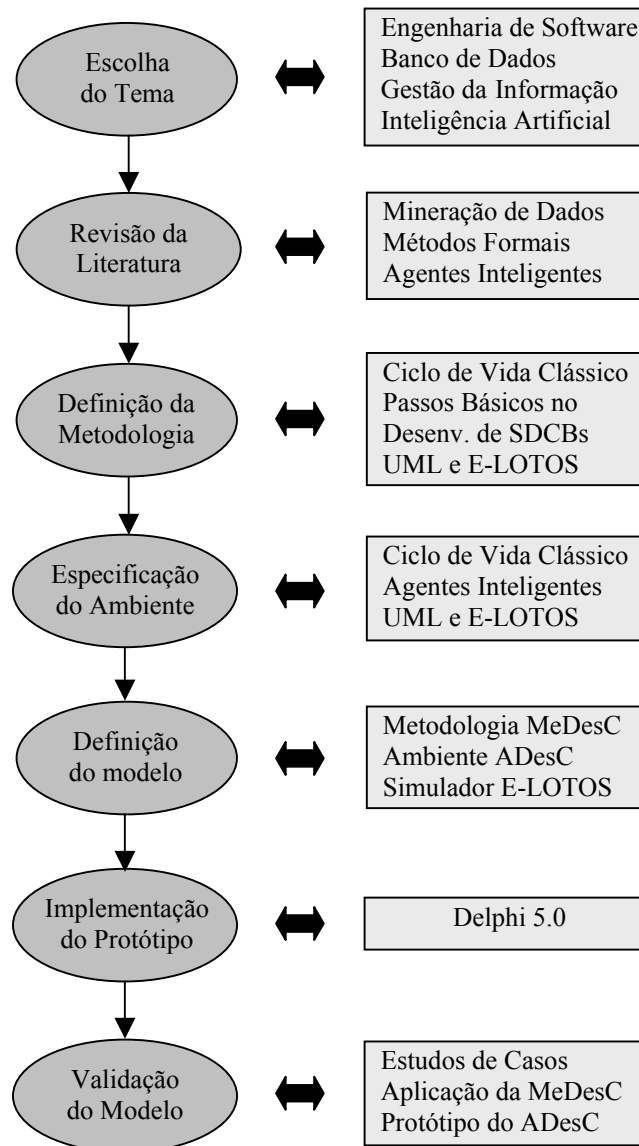 Escolha
do Tema
Engenharia de Software
Banco de Dados
Gestão da Informação
Inteligência Artificial
Revisão da
Literatura
Mineração de Dados
Métodos Formais
Agentes Inteligentes
Definição da
Metodologia
Ciclo de Vida Clássico
Passos Básicos no
Desenv. de SDCBs
UML e E-LOTOS
Especificação
do Ambiente
Ciclo de Vida Clássico
Agentes Inteligentes
UML e E-LOTOS
Definição
do modelo
Metodologia MeDesC
Ambiente ADesC
Simulador E-LOTOS
Implementação
do Protótipo
Delphi 5.0
Validação
do Modelo
Estudos de Casos
Aplicação da MeDesC
Protótipo do ADesC